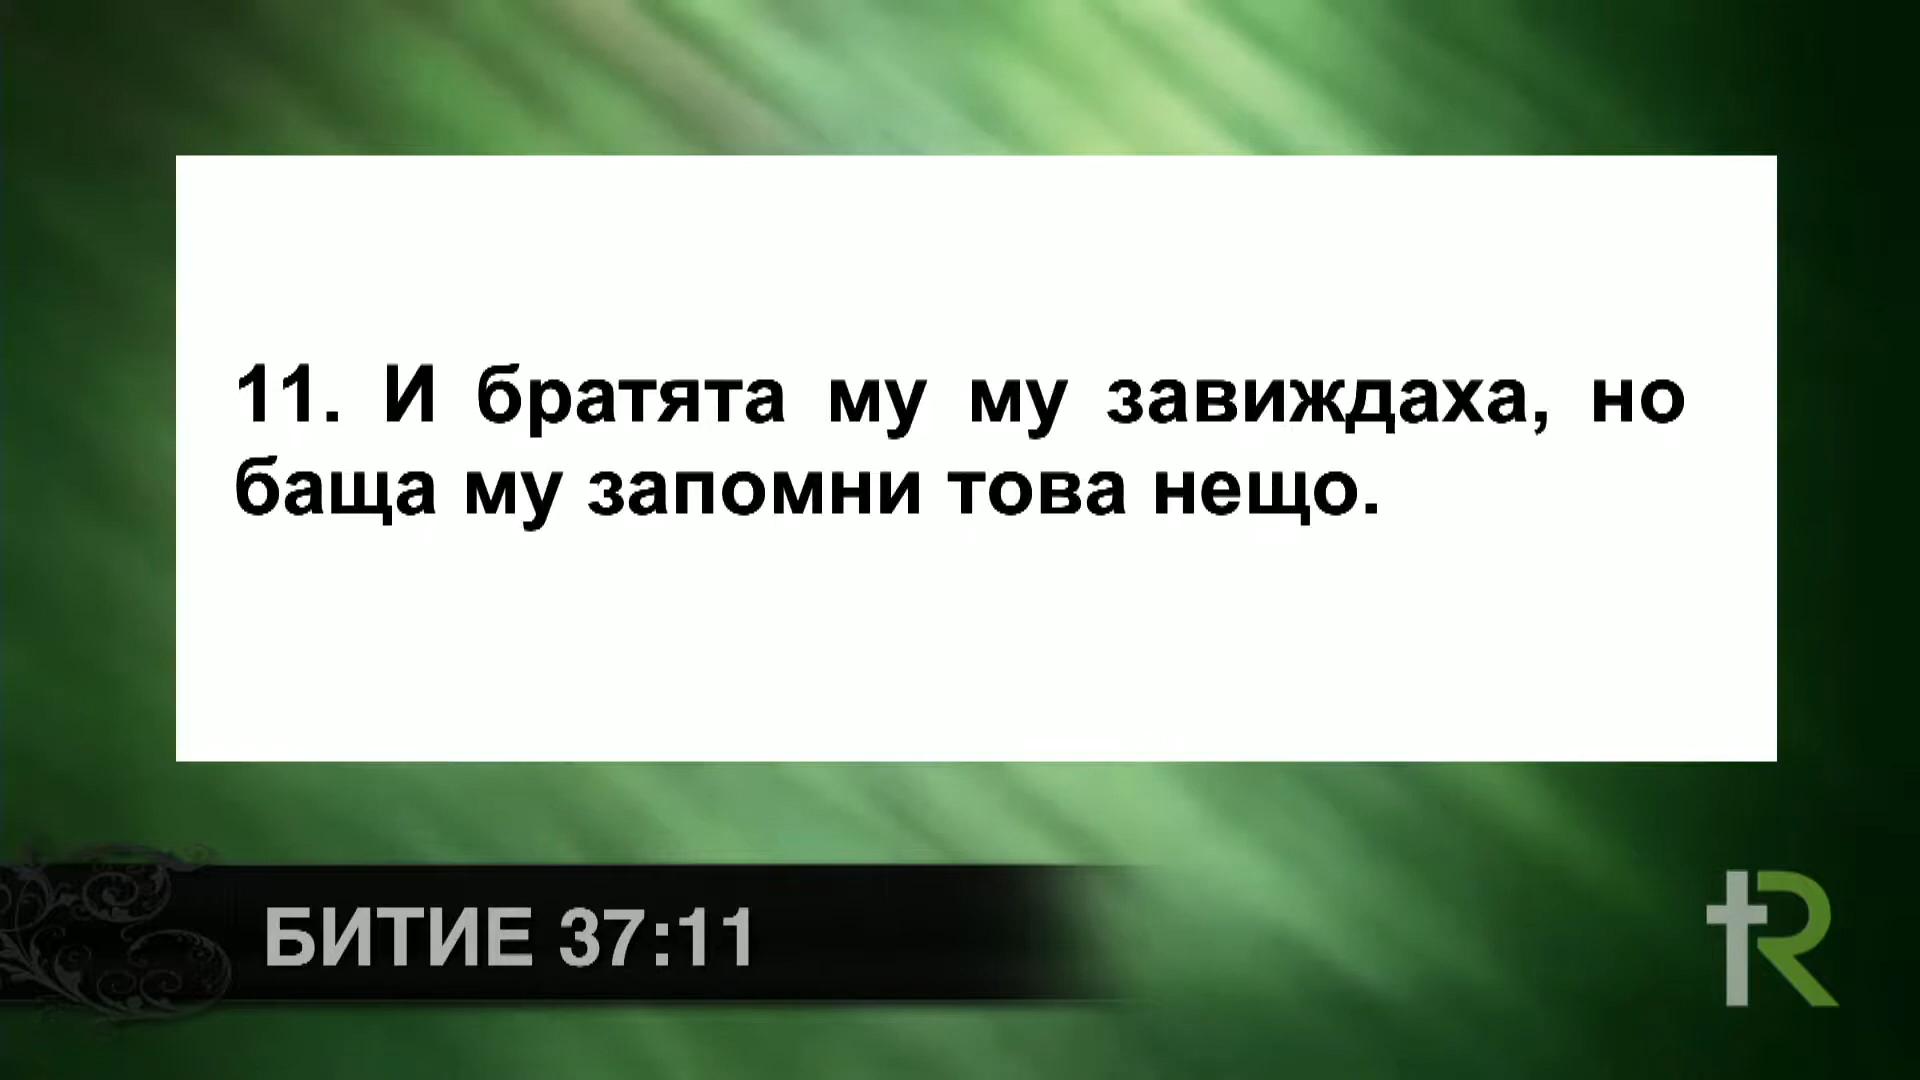 11. И братята му му завиждаха, но
баща му запомни това нещо.
БИТИЕ 37:11
R